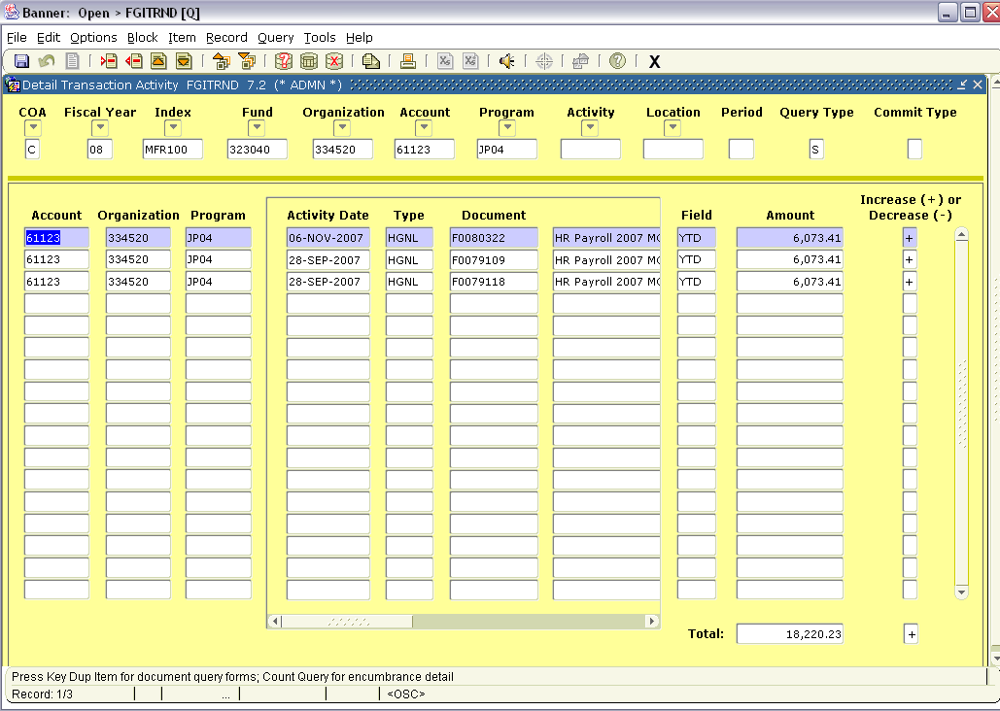 Banner: Open > FGITRND [Q]
File Edit Options Block Item Record Query Tools Help
X
Detail Transaction Activity FGITRND 7.2 (* ADMN *)
COA Fiscal Year Index Fund Organization Account Program Activity Location Period Query Type Commit Type
C 08 MFR100 323040 334520 61123 JP04 S
Increase (+) or
Account Organization Program Activity Date Type Document Field Amount Decrease (-)
61123 334520 JP04 06-NOV-2007 HGNL F0080322 HR Payroll 2007 MO YTD 6,073.41 +
61123 334520 JP04 28-SEP-2007 HGNL F0079109 HR Payroll 2007 MO YTD 6,073.41 +
61123 334520 JP04 28-SEP-2007 HGNL F0079118 HR Payroll 2007 MO YTD 6,073.41 +
Total: 18,220.23 +
Press Key Dup Item for document query forms; Count Query for encumbrance detail
Record: 1/3 ... <OSC>